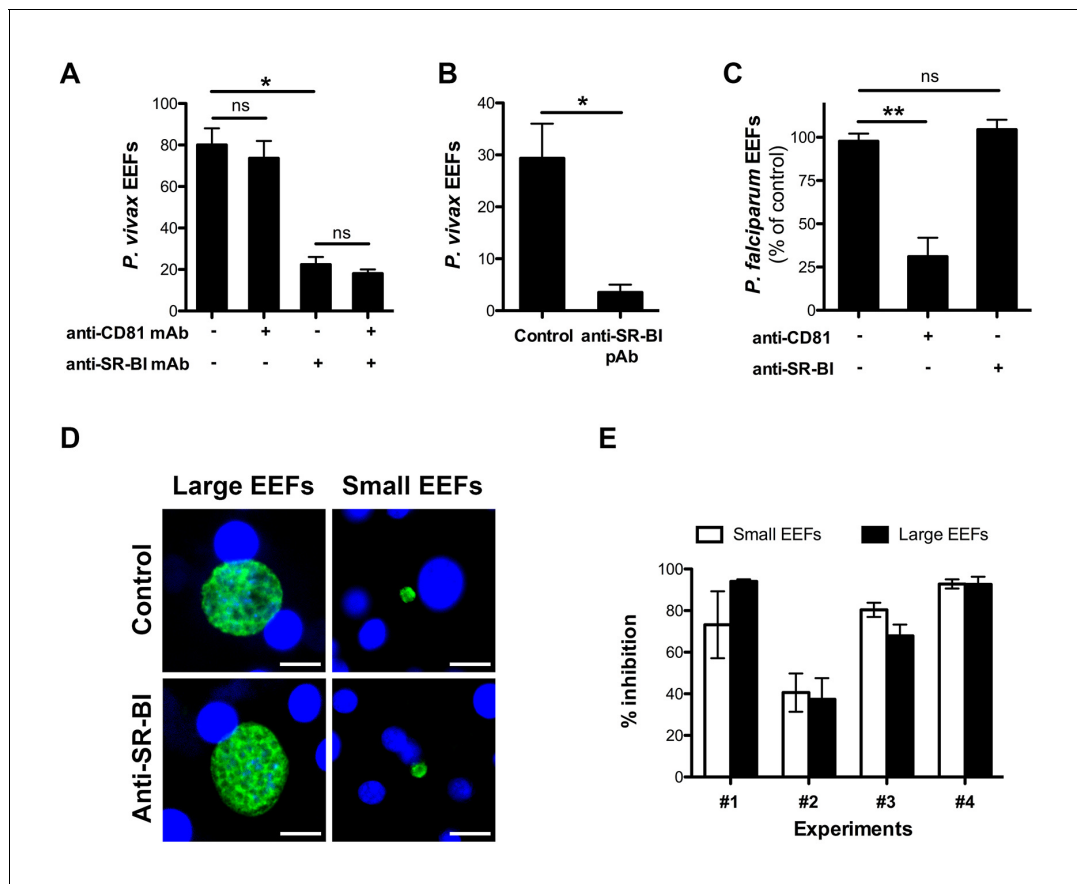 A
P. vivax EEFs
100
80
60
40
20
0
*
ns
ns
anti-CD81 mAb - + - +
anti-SR-BI mAb - - + +
B
P. vivax EEFs
40
30
20
10
0
*
Control anti-SR-BI
pAb
C
P. falciparum EEFs
(% of control)
100
75
50
25
0
ns
**
anti-CD81 - + -
anti-SR-BI - - +
D
Large EEFs Small EEFs
Control
Anti-SR-BI
E
Small EEFs Large EEFs
% inhibition
100
80
60
40
20
0
#1 #2 #3 #4
Experiments